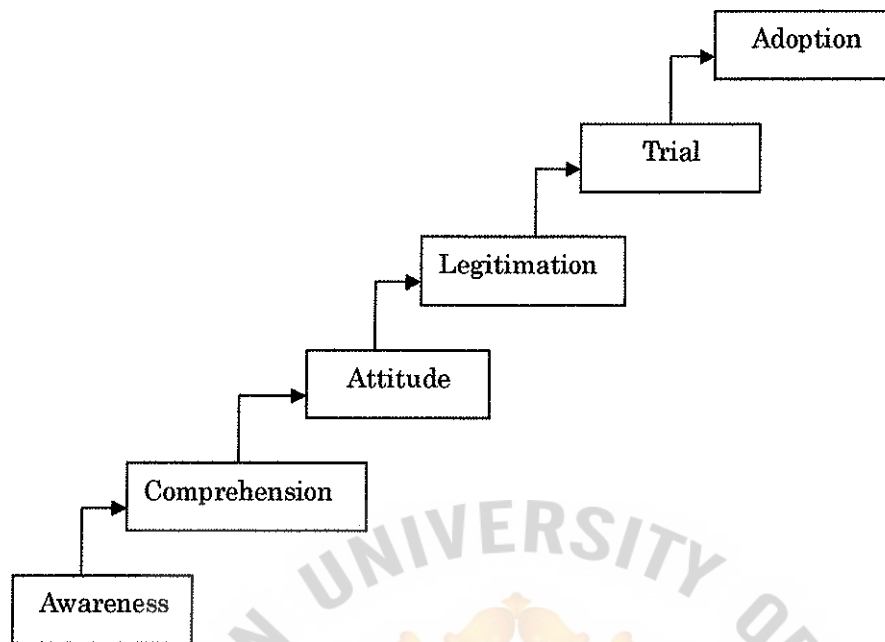 Adoption
Trial
Legitimation
Attitude
Comprehension
Awareness
UNIVERSITY